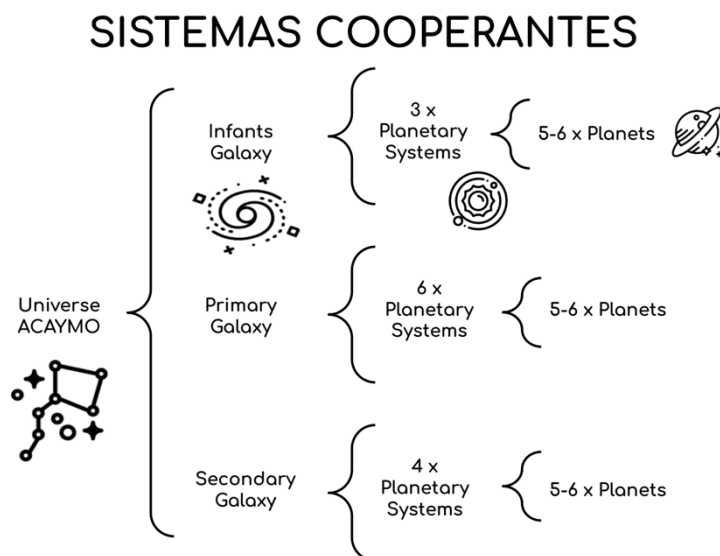 SISTEMAS COOPERANTES
Universe
ACAYMO
Infants
Galaxy
3 x
Planetary
Systems
5-6 x Planets
Primary
Galaxy
6 x
Planetary
Systems
5-6 x Planets
Secondary
Galaxy
4 x
Planetary
Systems
5-6 x Planets